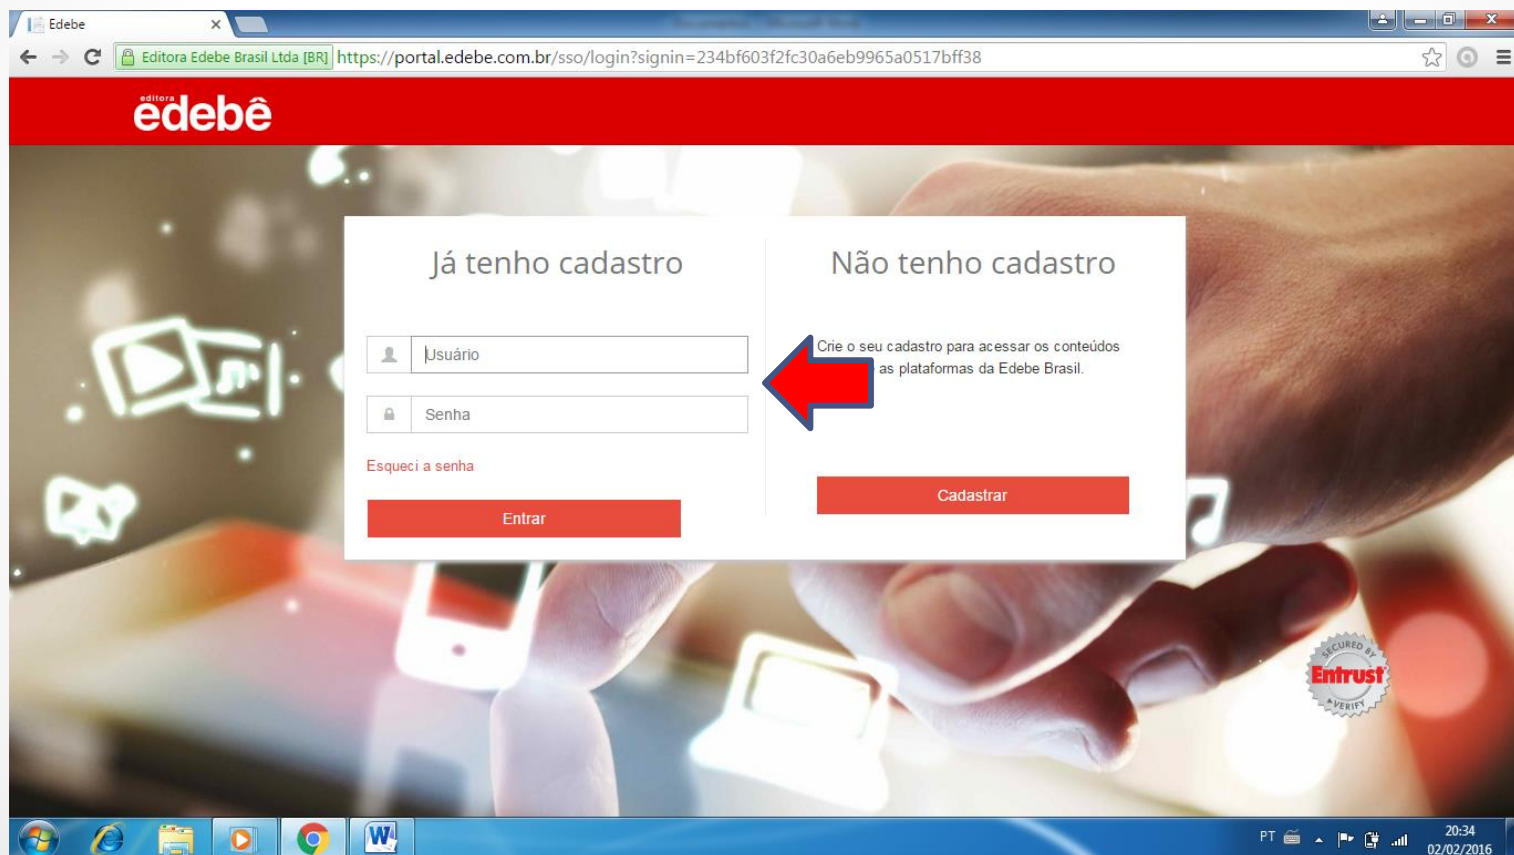 Edebe
Editora Edebe Brasil Ltda [BR] https://portal.edebe.com.br/sso/login?signin=234bf603f2fc30a6eb9965a0517bff38
editora
edebê
Já tenho cadastro
Usuário
Senha
Esqueci a senha
Entrar
Não tenho cadastro
Crie o seu cadastro para acessar os conteúdos
as plataformas da Edebe Brasil.
Cadastrar
SECURED BY
Entrust
VERIFY
PT
20:34
02/02/2016